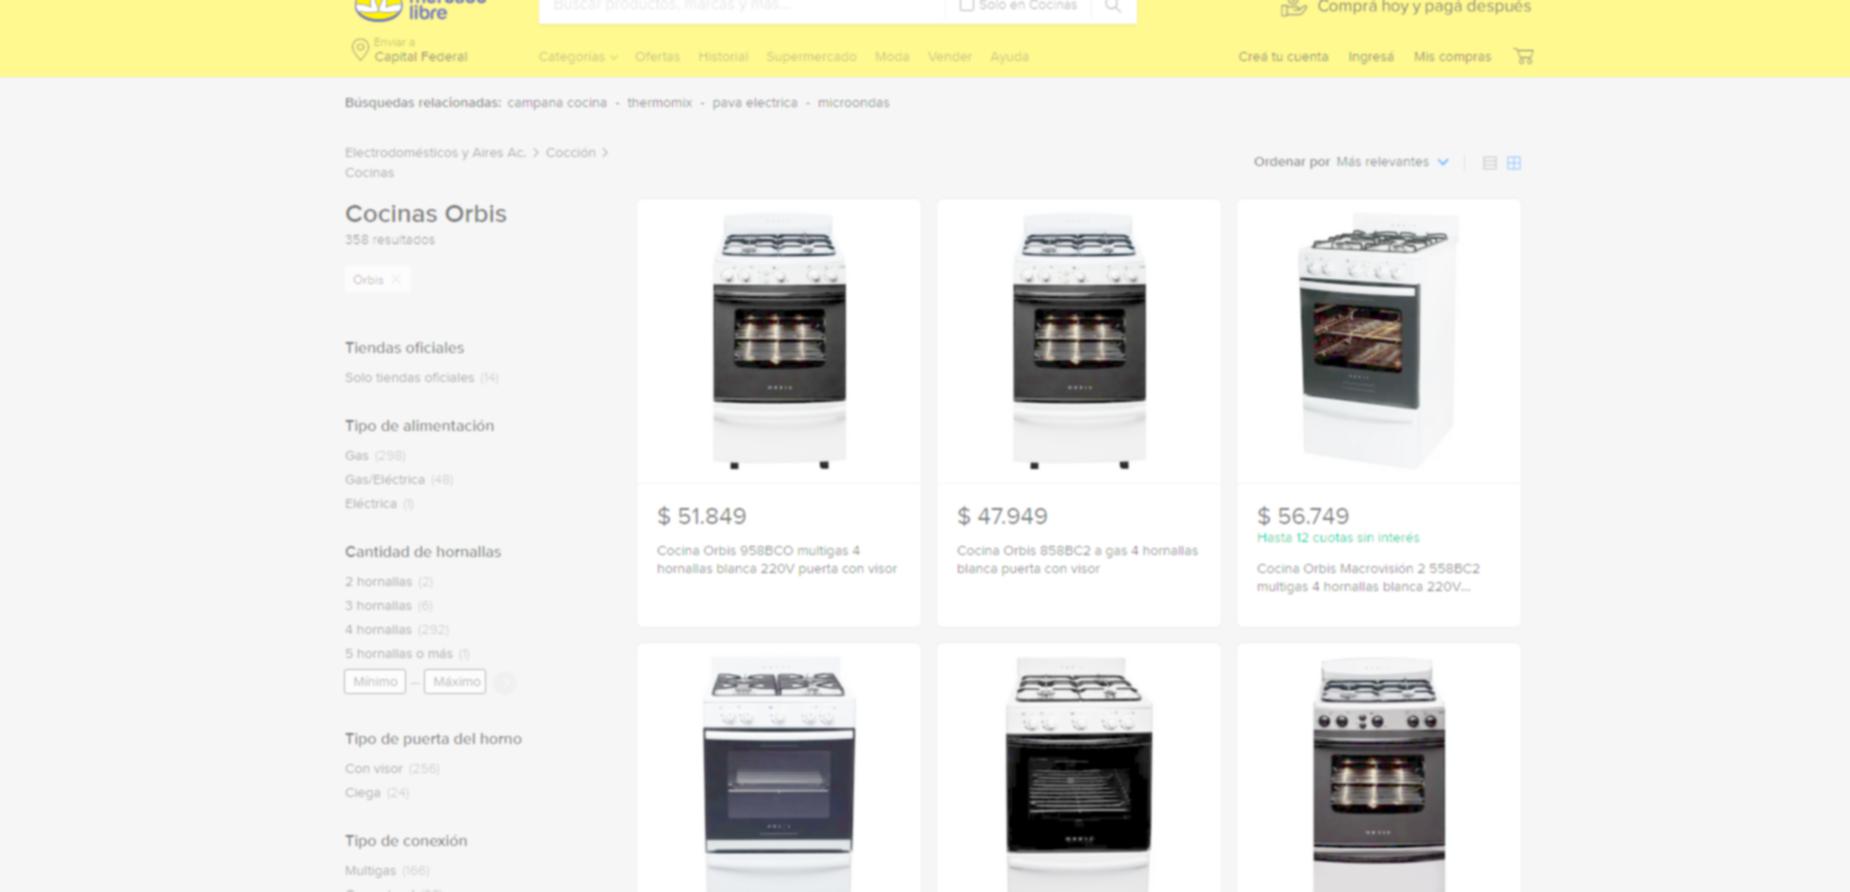 mercado
libre
Buscar productos, marcas y más...
Solo en Cocinas
Comprá hoy y pagá después
Enviar a
Capital Federal
Categorías Ofertas Historial Supermercado Moda Vender Ayuda
Creá tu cuenta Ingresá Mis compras
Búsquedas relacionadas: campana cocina - thermomix - pava electrica - microondas
Electrodomésticos y Aires Ac. > Cocción >
Cocinas
Ordenar por Más relevantes
Cocinas Orbis
358 resultados
Orbis ×
Tiendas oficiales
Solo tiendas oficiales (14)
Tipo de alimentación
Gas (298)
Gas/Eléctrica (48)
Eléctrica (1)
Cantidad de hornallas
2 hornallas (2)
3 hornallas (6)
4 hornallas (292)
5 hornallas o más (1)
Mínimo — Máximo
Tipo de puerta del horno
Con visor (256)
Ciega (24)
Tipo de conexión
Multigas (166)
$ 51.849
Cocina Orbis 958BCO multigas 4
hornallas blanca 220V puerta con visor
$ 47.949
Cocina Orbis 858BC2 a gas 4 hornallas
blanca puerta con visor
$ 56.749
Hasta 12 cuotas sin interés
Cocina Orbis Macrovisión 2 558BC2
multigas 4 hornallas blanca 220V...